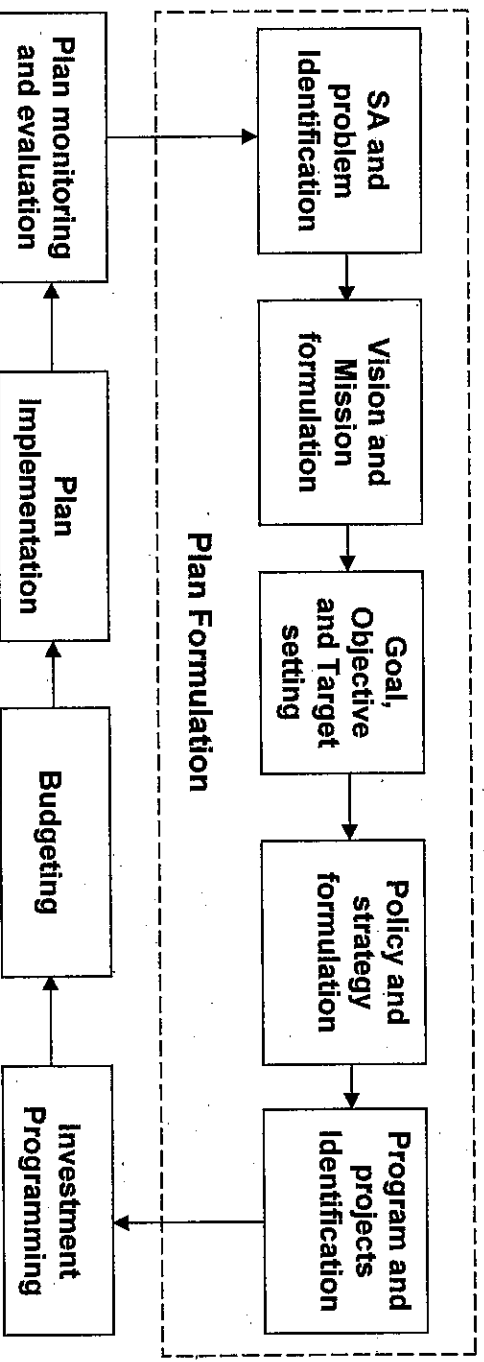 SA and
problem
Identification
Vision and
Mission
formulation
Goal,
Objective
and Target
setting
Policy and
strategy
formulation
Program and
projects
Identification
Plan Formulation
Plan monitoring
and evaluation
Plan
Implementation
Budgeting
Investment
Programming